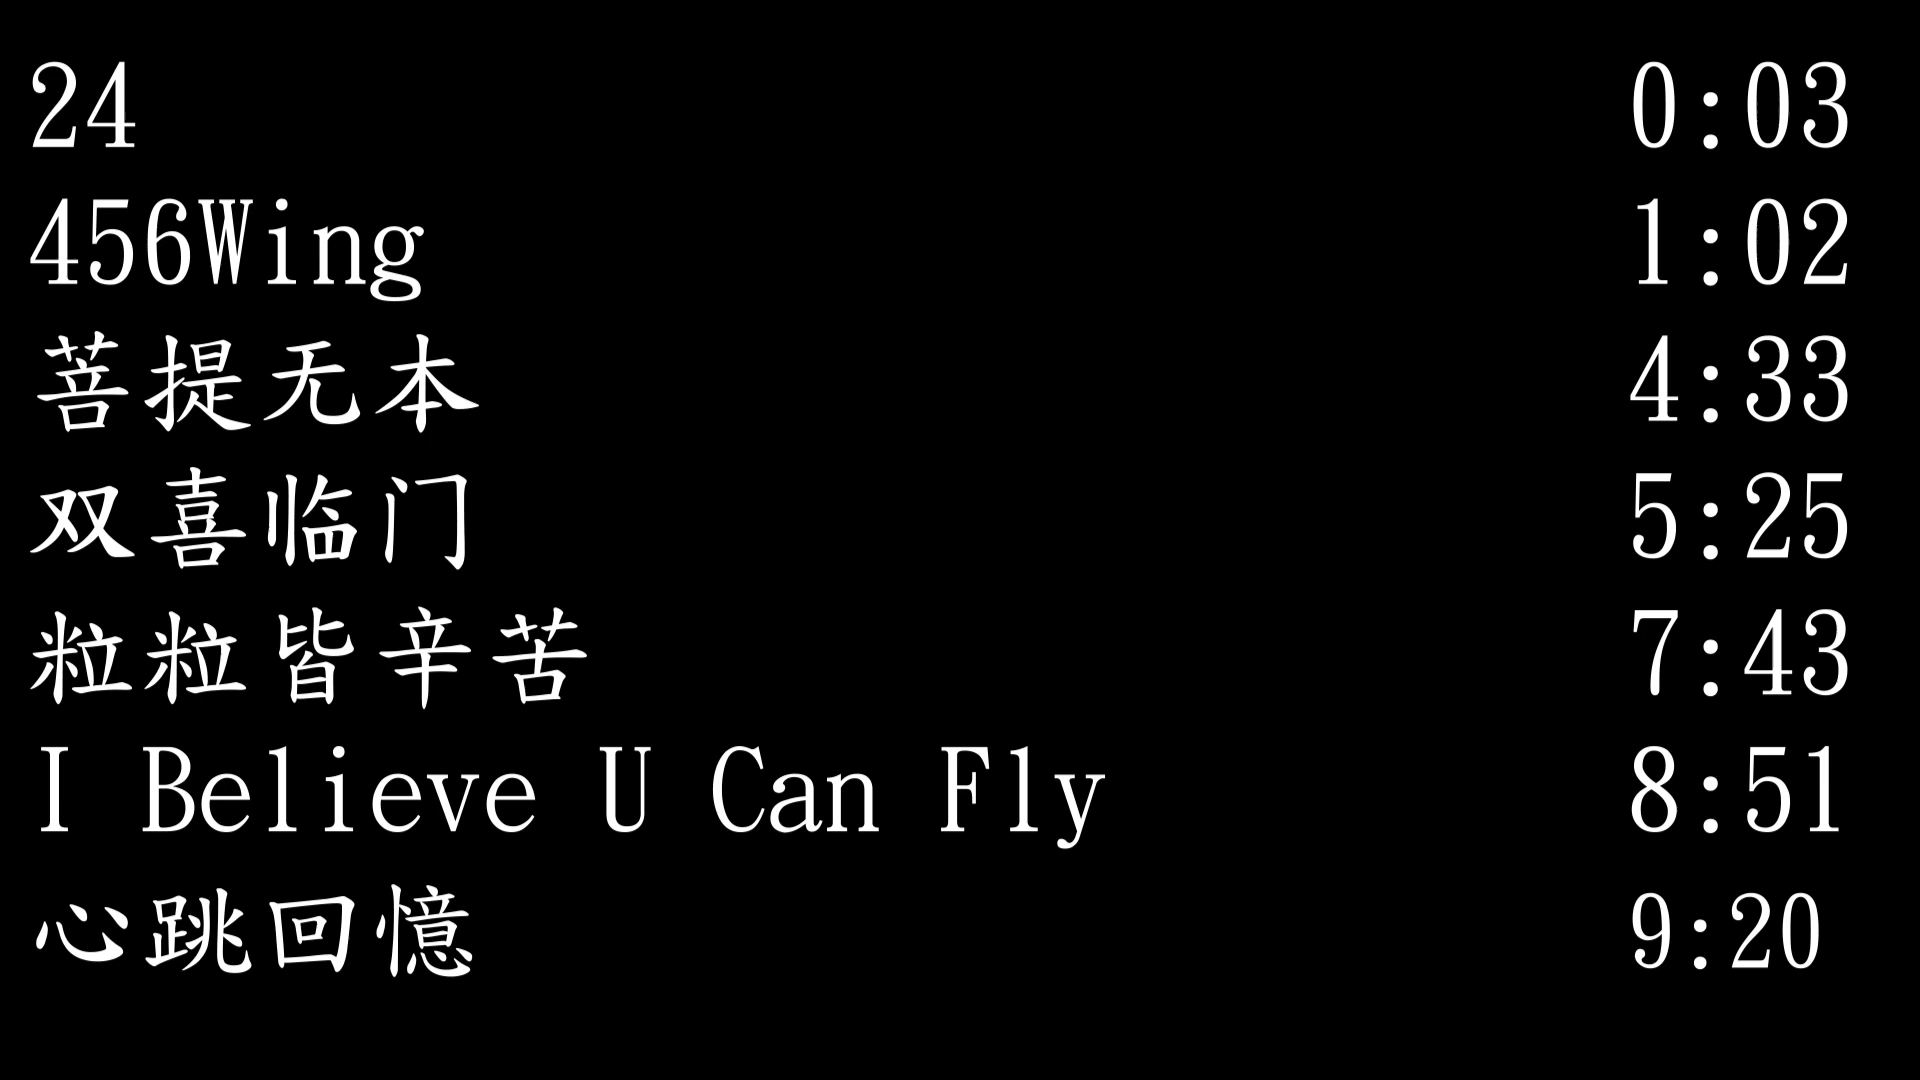 24 0:03
456Wing 1:02
菩提无本 4:33
双喜临门 5:25
粒粒皆辛苦 7:43
I Believe U Can Fly 8:51
心跳回憶 9:20